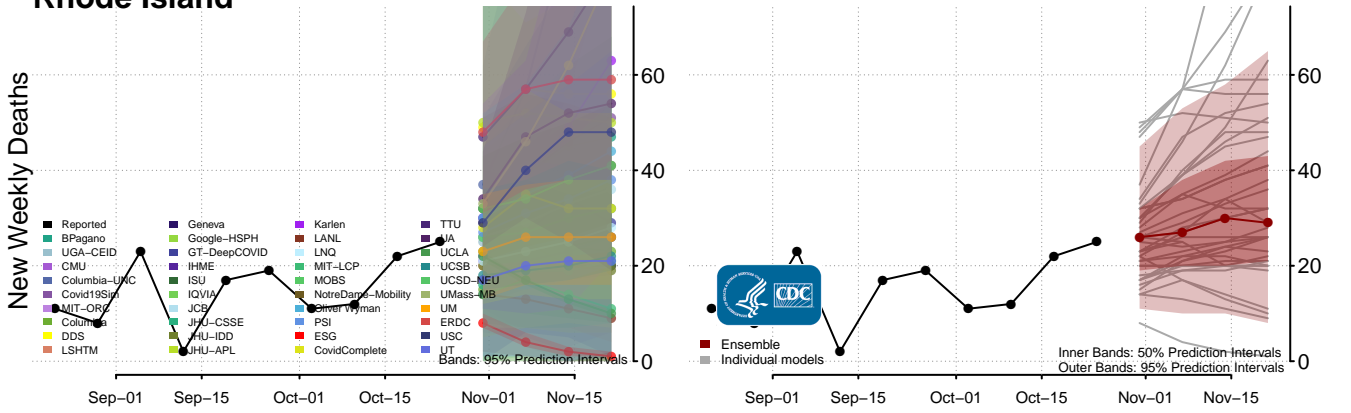 Rhode Island
New Weekly Deaths
60
40
20
0
Reported
BPagano
UGA−CEID
CMU
Columbia−UNC
Covid19Sim
MIT−ORC
Columbia
DDS
LSHTM
Geneva
Google−HSPH
GT−DeepCOVID
IHME
ISU
IQVIA
JCB
JHU−CSSE
JHU−IDD
JHU−APL
Karlen
LANL
LNQ
MIT−LCP
MOBS
NotreDame−Mobility
Oliver Wyman
PSI
ESG
CovidComplete
TTU
UA
UCLA
UCSB
UCSD−NEU
UMass−MB
UM
ERDC
USC
UT
Bands: 95% Prediction Intervals
Sep−01
Sep−15
Oct−01
Oct−15
Nov−01
Nov−15
60
40
20
0
CDC
Ensemble
Individual models
Inner Bands: 50% Prediction Intervals
Outer Bands: 95% Prediction Intervals
Sep−01
Sep−15
Oct−01
Oct−15
Nov−01
Nov−15